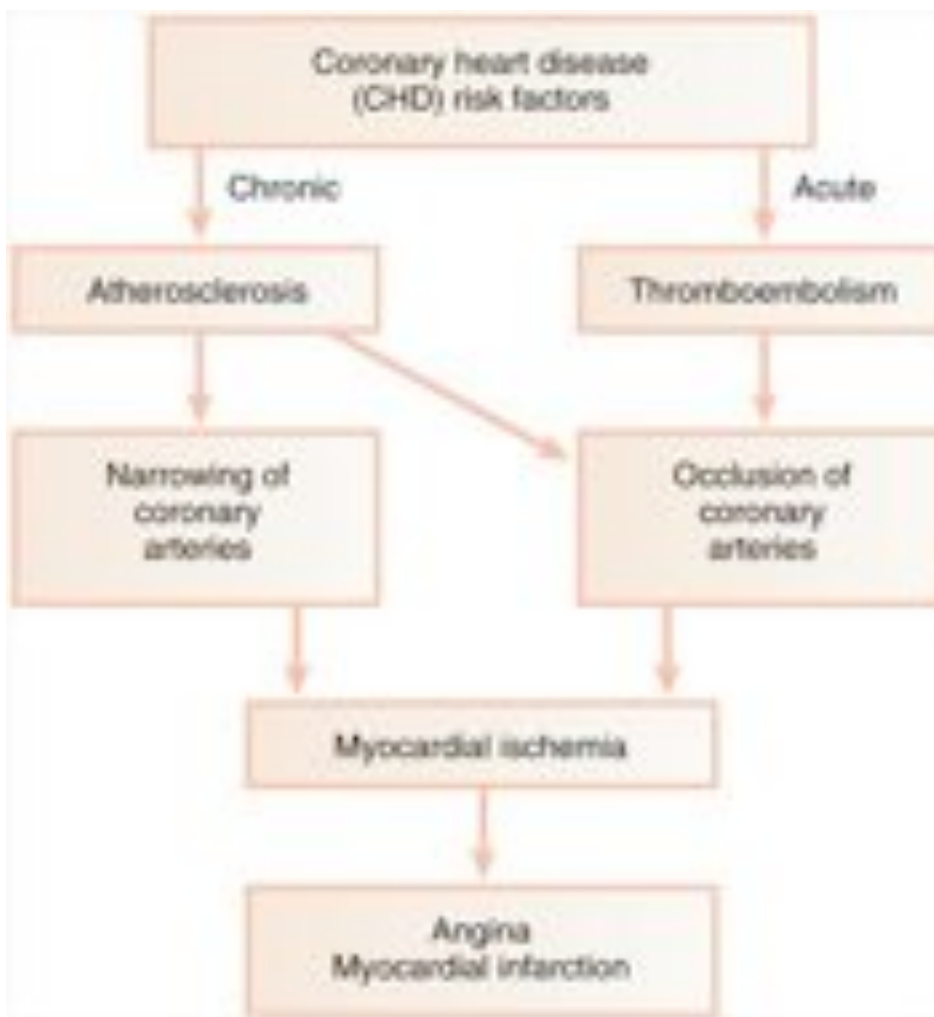 Coronary heart disease
(CHD) risk factors
Chronic
Acute
Atherosclerosis
Thromboembolism
Narrowing of
coronary
arteries
Occlusion of
coronary
arteries
Myocardial ischemia
Angina
Myocardial infarction